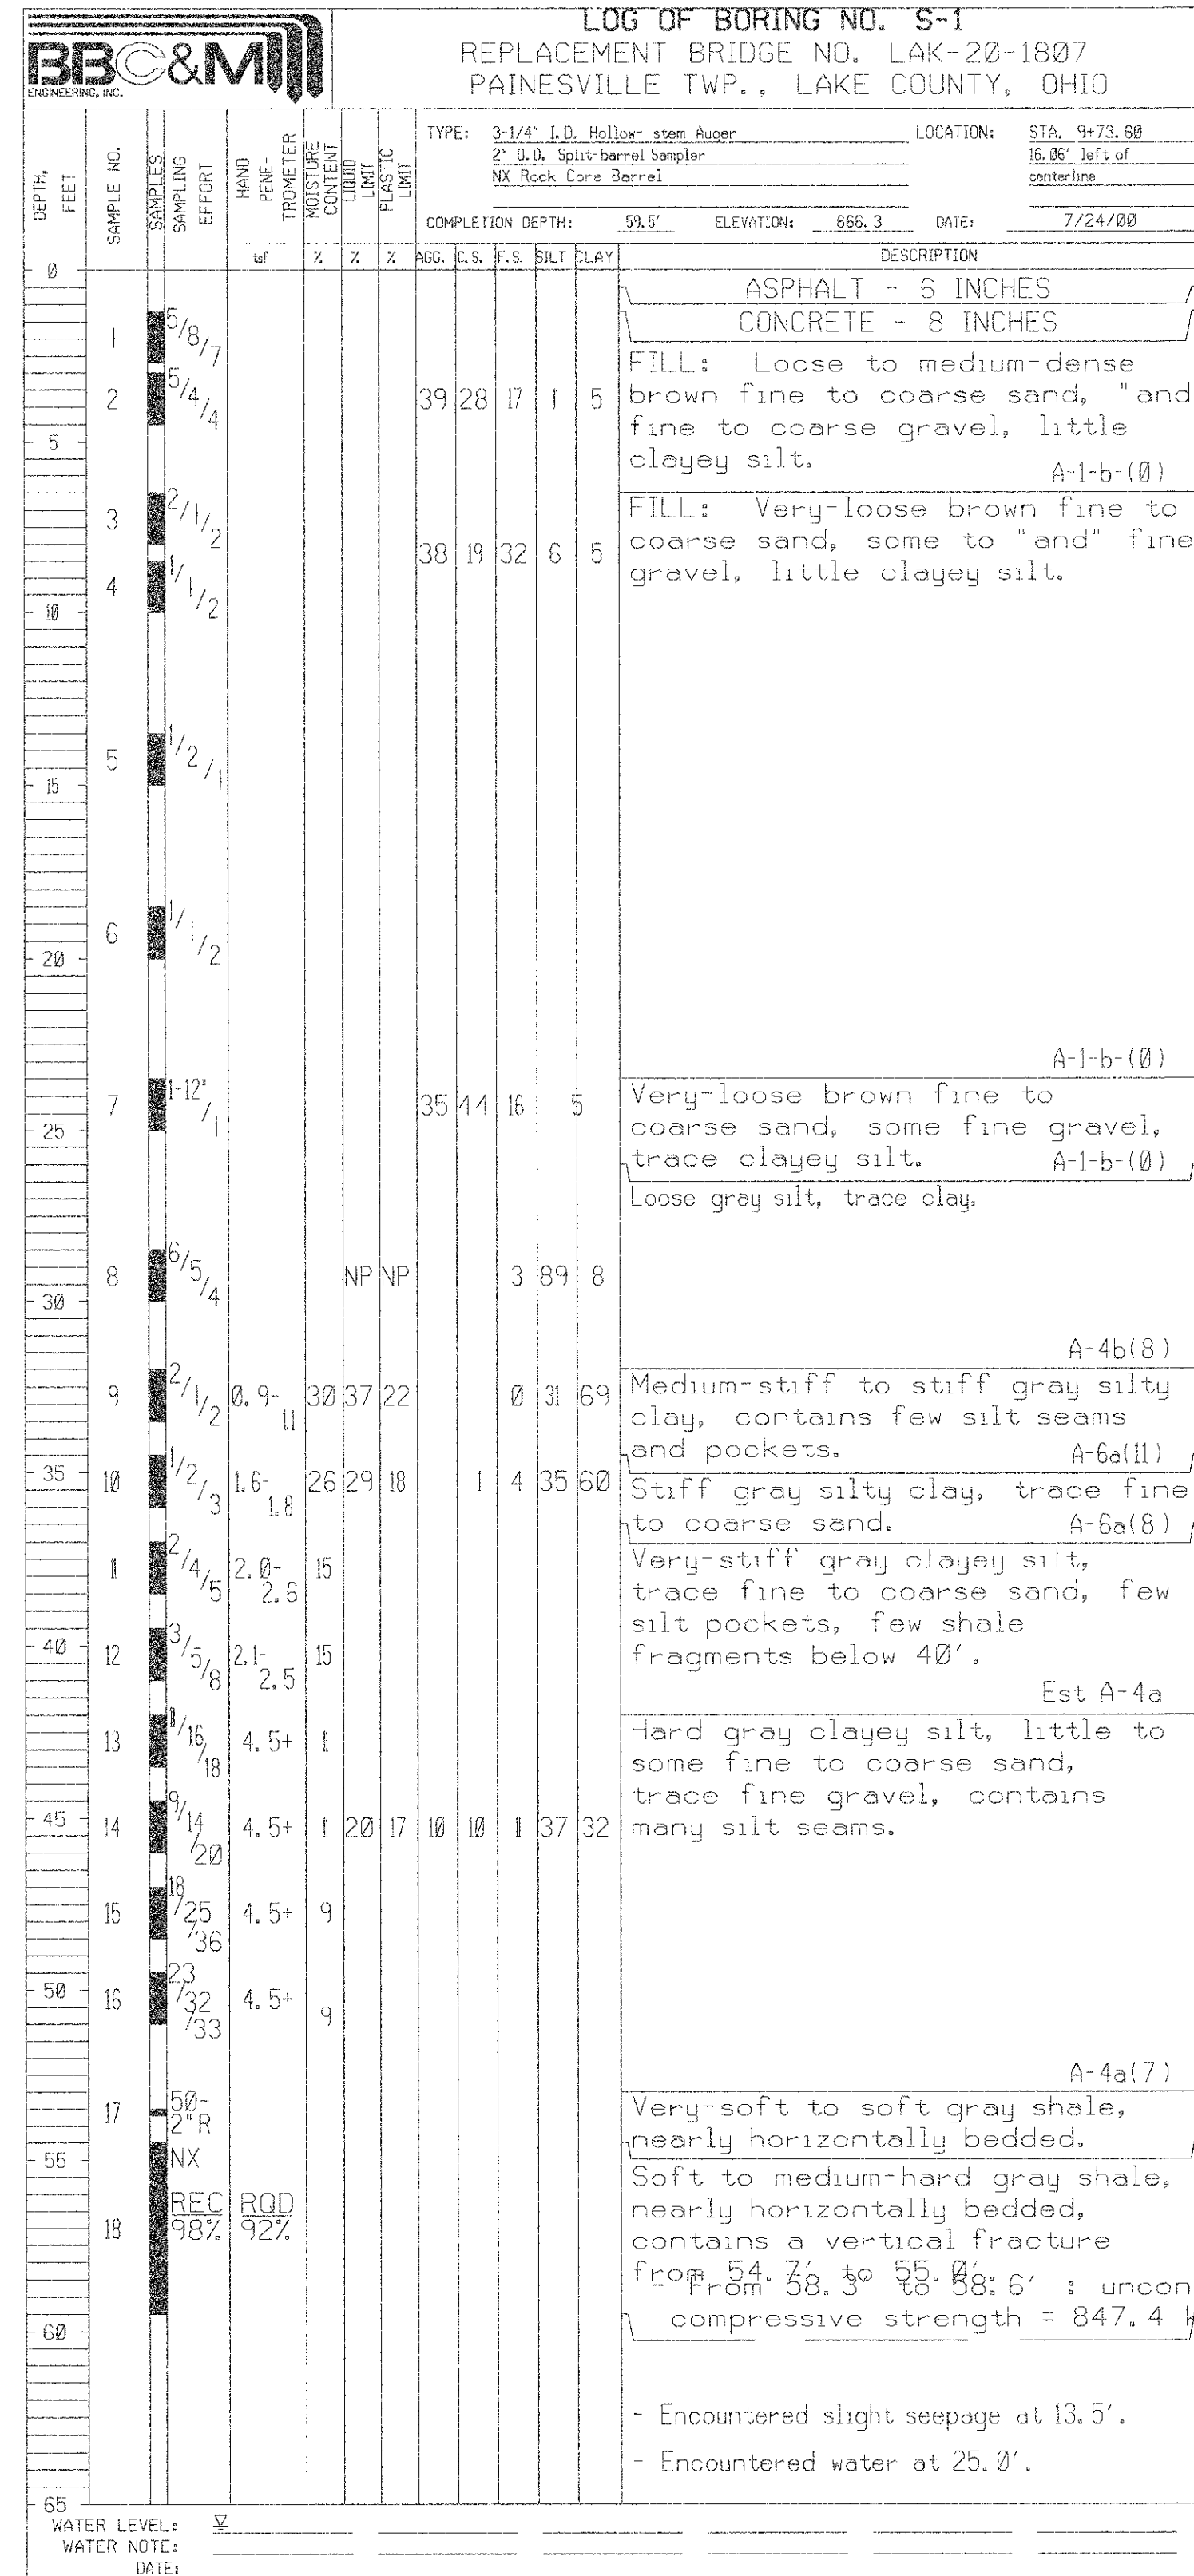 BBC&M
ENGINEERING, INC.
LOG OF BORING NO. S-1
REPLACEMENT BRIDGE NO. LAK-20-1807
PAINESVILLE TWP., LAKE COUNTY, OHIO
DEPTH, FEET
SAMPLE NO.
SAMPLES
SAMPLING EFFORT
HAND PENE-TROMETER
MOISTURE CONTENT
LIQUID LIMIT
PLASTIC LIMIT
TYPE: 3-1/4" I.D. Hollow- stem Auger LOCATION: STA. 9+73.60
2" O.D. Split-barrel Sampler 16.06' left of
NX Rock Core Barrel centerline
COMPLETION DEPTH: 59.5' ELEVATION: 666.3 DATE: 7/24/00
tsf % % % AGG. C.S. F.S. SILT CLAY DESCRIPTION
0
ASPHALT - 6 INCHES
CONCRETE - 8 INCHES
1 5/8/7
FILL: Loose to medium-dense
2 5/4/4 39 28 17 11 5 brown fine to coarse sand, "and
fine to coarse gravel, little
5
clayey silt.
A-1-b-(0)
3 2/1/2
FILL: Very-loose brown fine to
38 19 32 6 5 coarse sand, some to "and" fine
4 1/1/2 gravel, little clayey silt.
10
5 1/2/1
15
6 1/1/2
20
A-1-b-(0)
7 1-12"/1 35 44 16 5 Very-loose brown fine to
25 coarse sand, some fine gravel,
trace clayey silt. A-1-b-(0)
Loose gray silt, trace clay.
8 6/5/4 NP NP 3 89 8
30
A-4b(8)
9 2/1/2 0.9-1.1 30 37 22 0 31 69 Medium-stiff to stiff gray silty
clay, contains few silt seams
and pockets. A-6a(11)
35 10 1/2/3 1.6-1.8 26 29 18 1 4 35 60 Stiff gray silty clay, trace fine
to coarse sand. A-6a(8)
11 2/4/5 2.0-2.6 15 Very-stiff gray clayey silt,
trace fine to coarse sand, few
silt pockets, few shale
40 12 3/5/8 2.1-2.5 15 fragments below 40'.
Est A-4a
13 11/16/18 4.5+ 11 Hard gray clayey silt, little to
some fine to coarse sand,
trace fine gravel, contains
45 14 9/14/20 4.5+ 11 20 17 10 10 11 37 32 many silt seams.
15 18/25/36 4.5+ 9
50 16 23/32/33 4.5+ 9
A-4a(7)
17 50-2"R Very-soft to soft gray shale,
nearly horizontally bedded.
55 NX
Soft to medium-hard gray shale,
REC RQD nearly horizontally bedded,
18 98% 92% contains a vertical fracture
from 54.7' to 55.0'.
- From 58.3' to 58.6' : uncon
60 compressive strength = 847.4
- Encountered slight seepage at 13.5'.
- Encountered water at 25.0'.
65
WATER LEVEL:
WATER NOTE:
DATE: